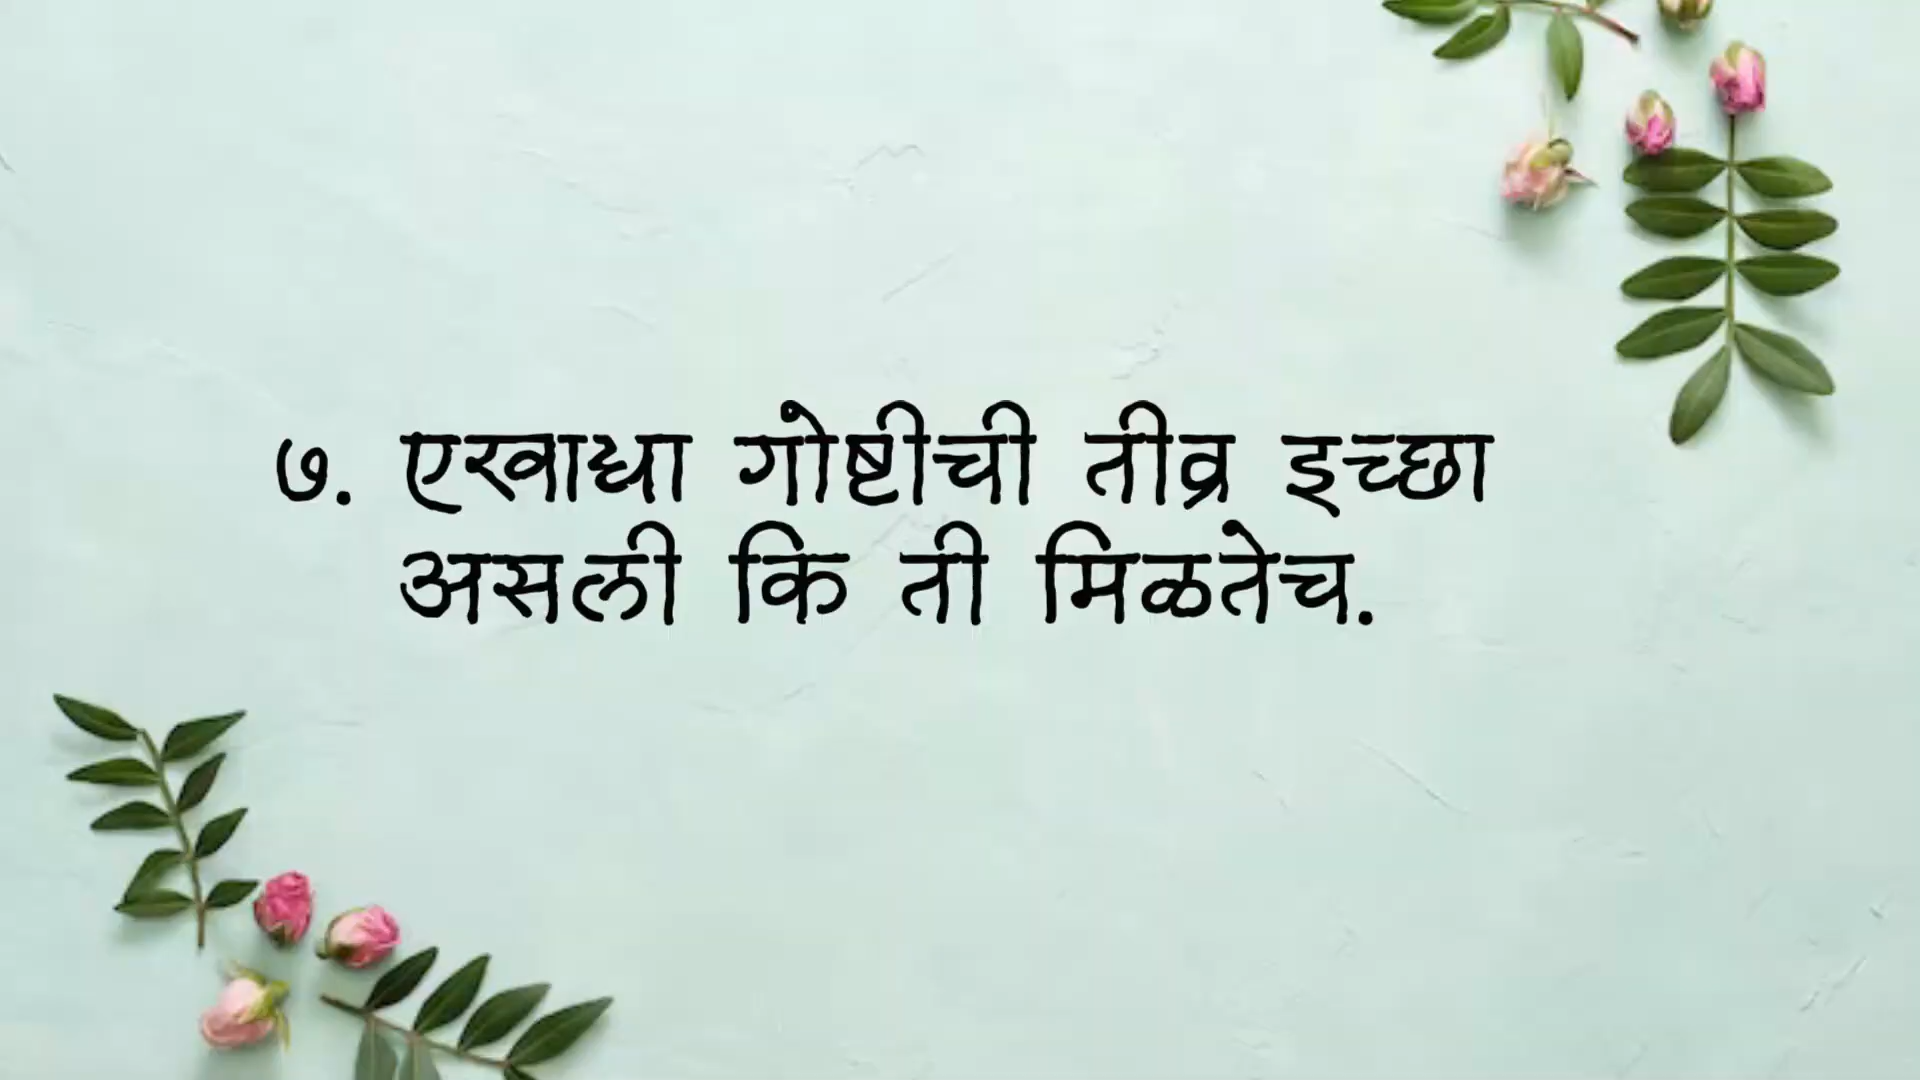 ७. एखाद्या गोष्टीची तीव्र इच्छा
असली कि ती मिळतेच.